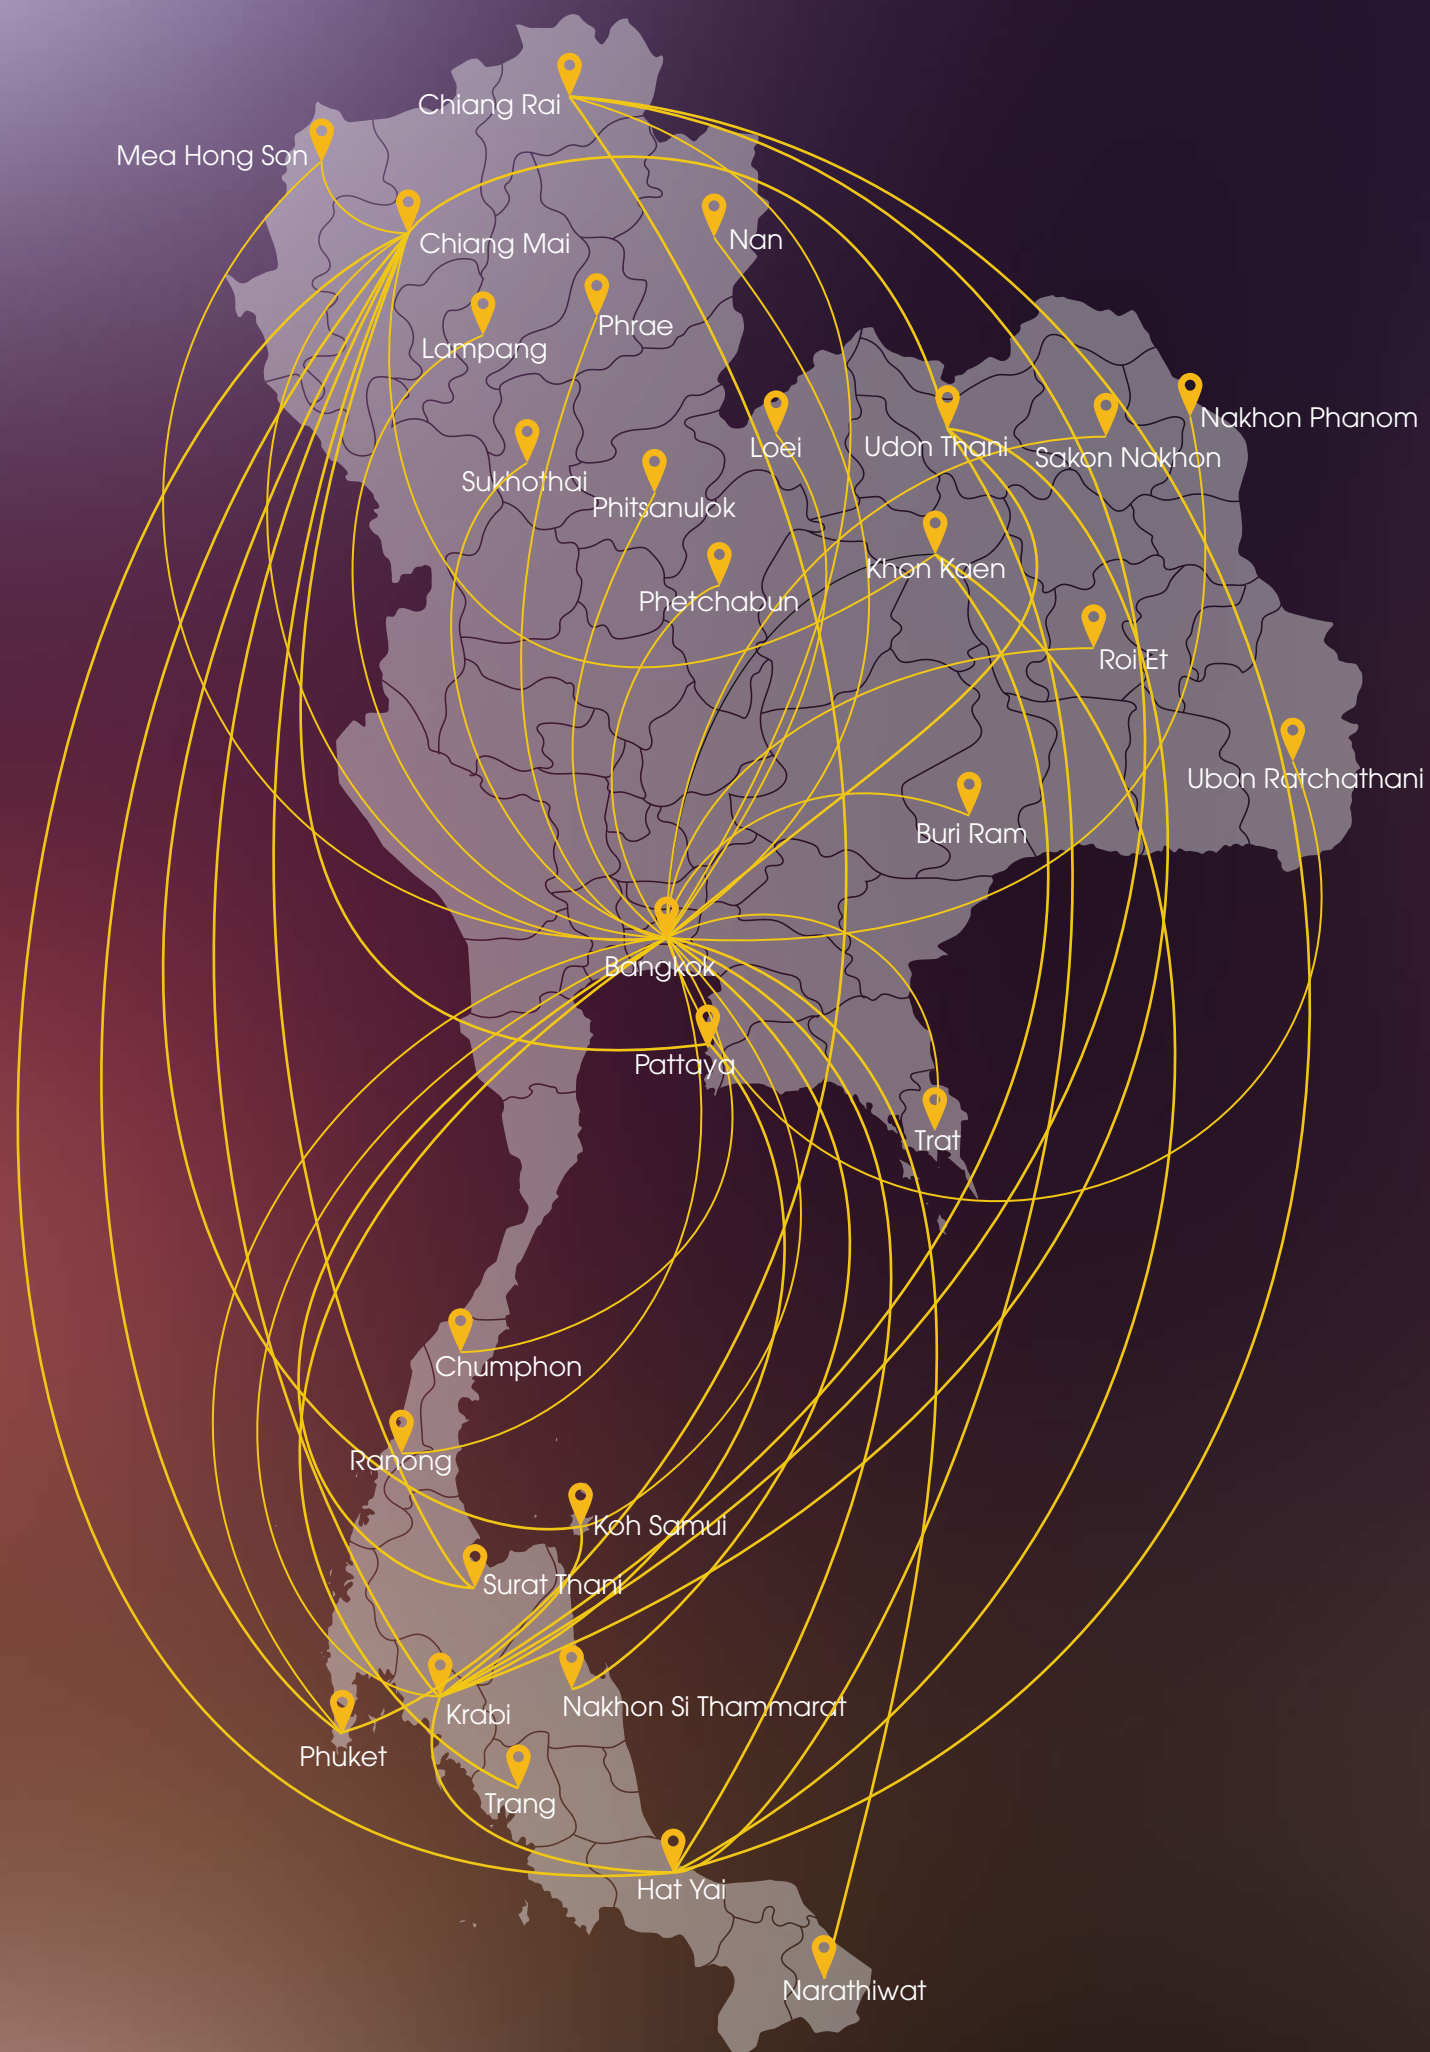 Chiang Rai
Mea Hong Son
Chiang Mai
Nan
Phrae
Lampang
Nakhon Phanom
Loei
Udon Thani
Sakon Nakhon
Sukhothai
Phitsanulok
Khon Kaen
Phetchabun
Roi Et
Ubon Ratchathani
Buri Ram
Bangkok
Pattaya
Trat
Chumphon
Ranong
Koh Samui
Surat Thani
Nakhon Si Thammarat
Krabi
Phuket
Trang
Hat Yai
Narathiwat